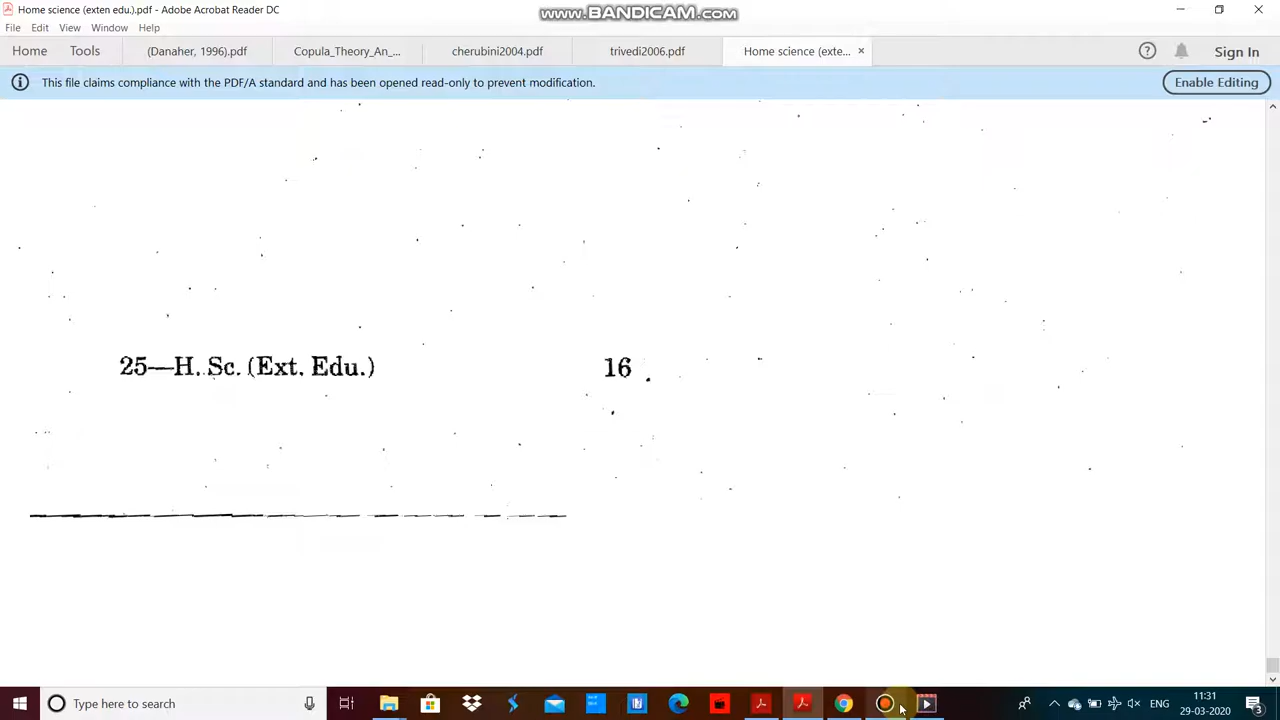 Home science (exten edu.).pdf - Adobe Acrobat Reader DC
www.BANDICAM.com
File Edit View Window Help
Home Tools (Danaher, 1996).pdf Copula_Theory_An_... cherubini2004.pdf trivedi2006.pdf Home science (exte... × Sign In
This file claims compliance with the PDF/A standard and has been opened read-only to prevent modification. Enable Editing
25—H. Sc. (Ext. Edu.) 16
Type here to search
11:31
29-03-2020
3